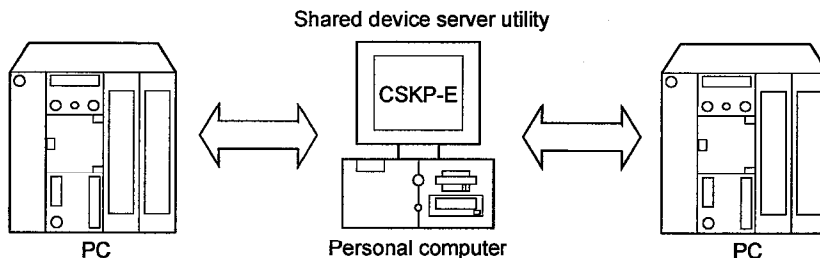 Shared device server utility
CSKP-E
PC
Personal computer
PC